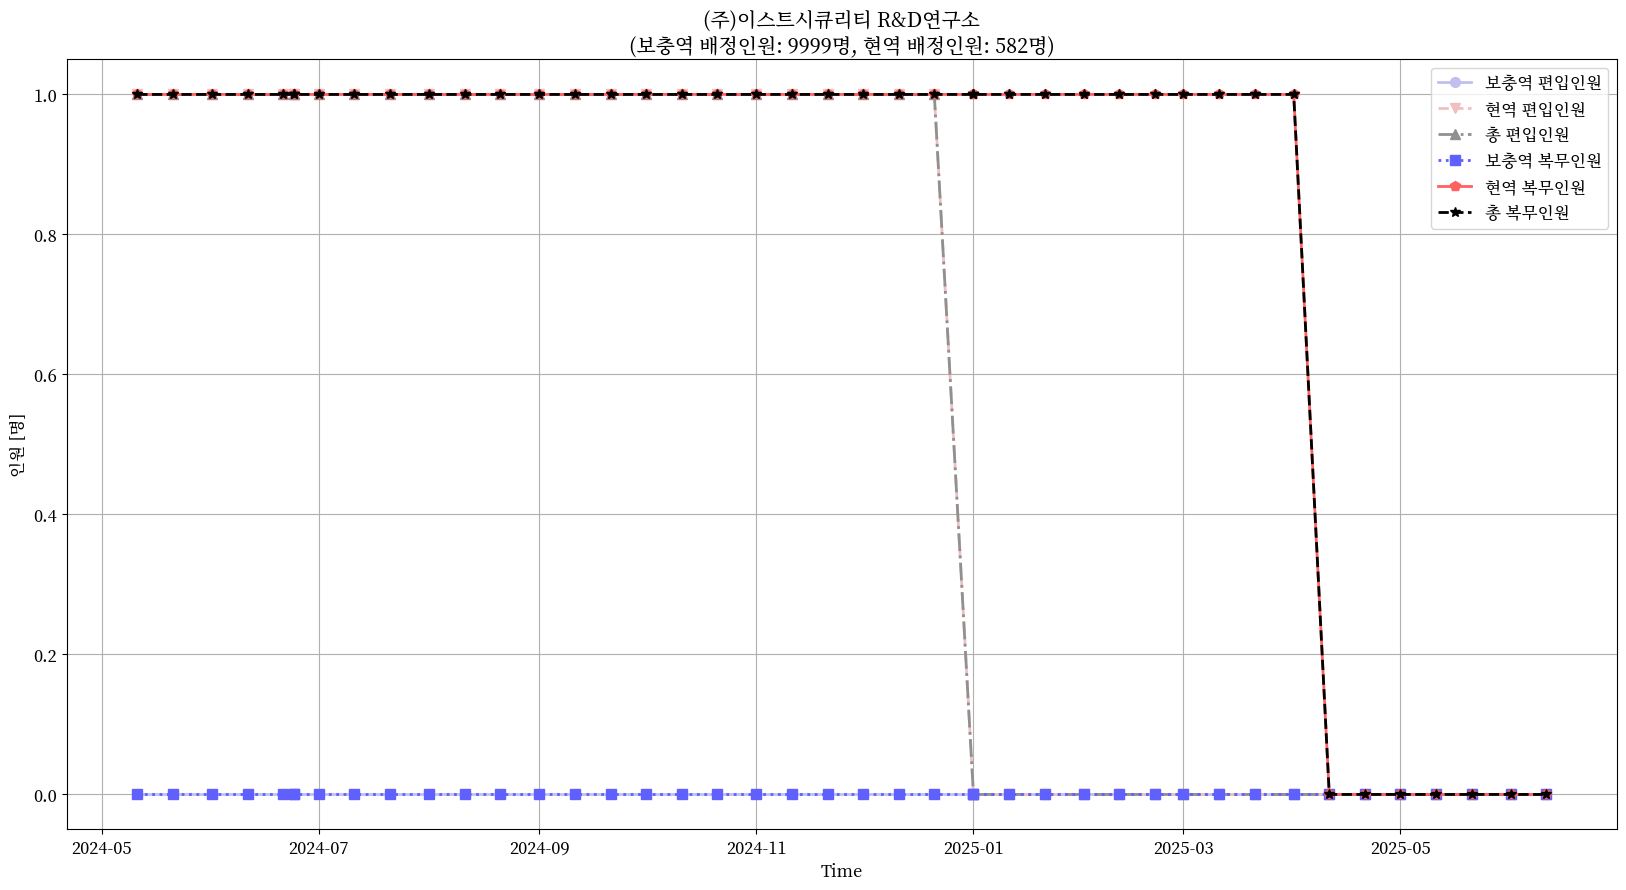 (주)이스트시큐리티 R&D연구소
(보충역 배정인원: 9999명, 현역 배정인원: 582명)
보충역 편입인원
현역 편입인원
총 편입인원
보충역 복무인원
현역 복무인원
총 복무인원
인원 [명]
1.0
0.8
0.6
0.4
0.2
0.0
2024-05
2024-07
2024-09
2024-11
2025-01
2025-03
2025-05
Time